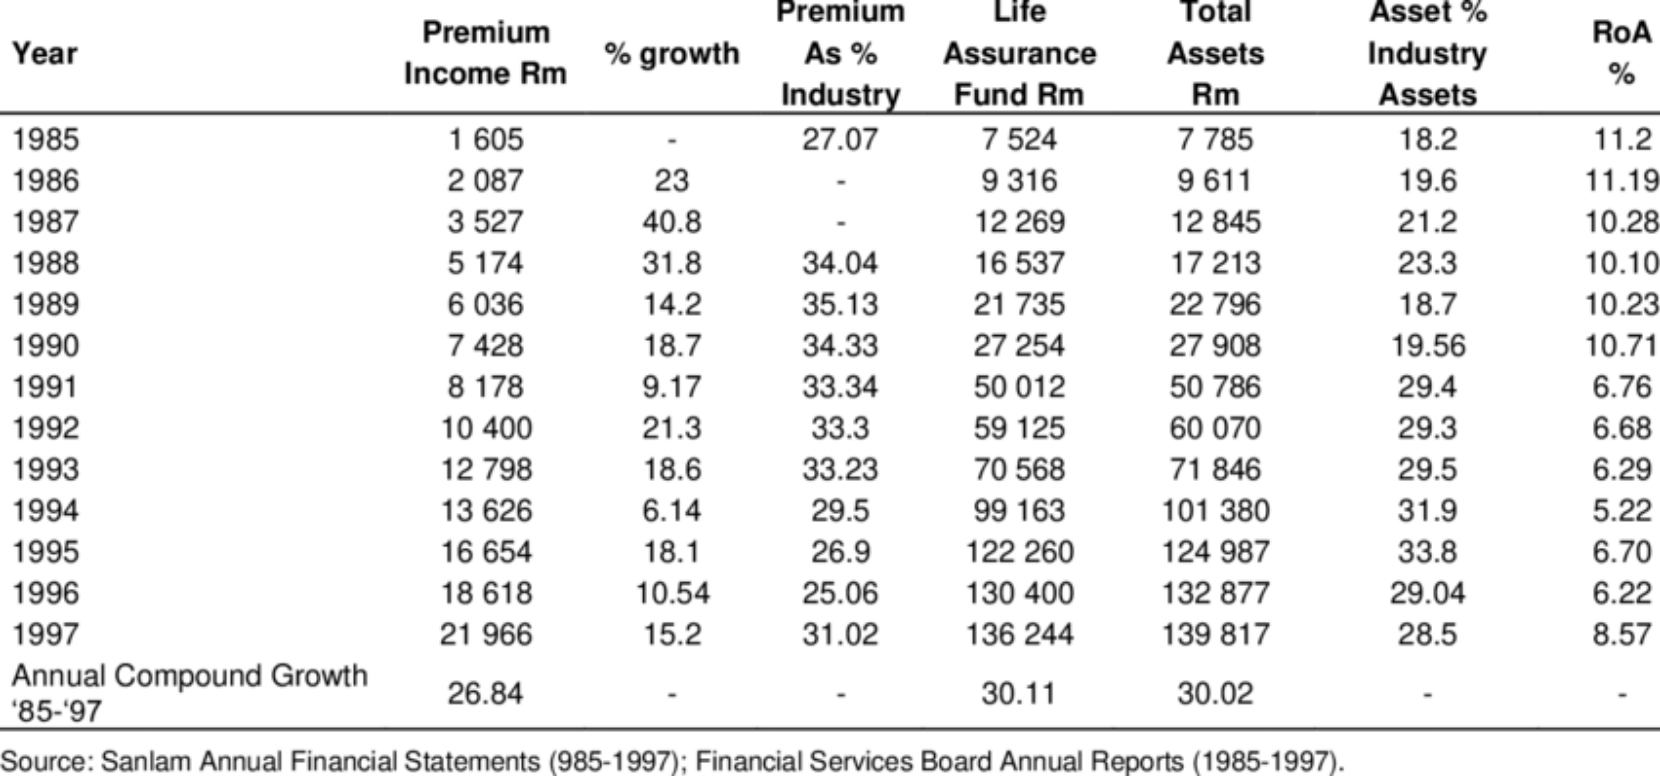 Year Premium Income Rm % growth Premium As % Industry Life Assurance Fund Rm Total Assets Rm Asset % Industry Assets RoA %
1985 1 605 - 27.07 7 524 7 785 18.2 11.2
1986 2 087 23 - 9 316 9 611 19.6 11.19
1987 3 527 40.8 - 12 269 12 845 21.2 10.28
1988 5 174 31.8 34.04 16 537 17 213 23.3 10.10
1989 6 036 14.2 35.13 21 735 22 796 18.7 10.23
1990 7 428 18.7 34.33 27 254 27 908 19.56 10.71
1991 8 178 9.17 33.34 50 012 50 786 29.4 6.76
1992 10 400 21.3 33.3 59 125 60 070 29.3 6.68
1993 12 798 18.6 33.23 70 568 71 846 29.5 6.29
1994 13 626 6.14 29.5 99 163 101 380 31.9 5.22
1995 16 654 18.1 26.9 122 260 124 987 33.8 6.70
1996 18 618 10.54 25.06 130 400 132 877 29.04 6.22
1997 21 966 15.2 31.02 136 244 139 817 28.5 8.57
Annual Compound Growth
‘85-‘97 26.84 - - 30.11 30.02 - -
Source: Sanlam Annual Financial Statements (985-1997); Financial Services Board Annual Reports (1985-1997).